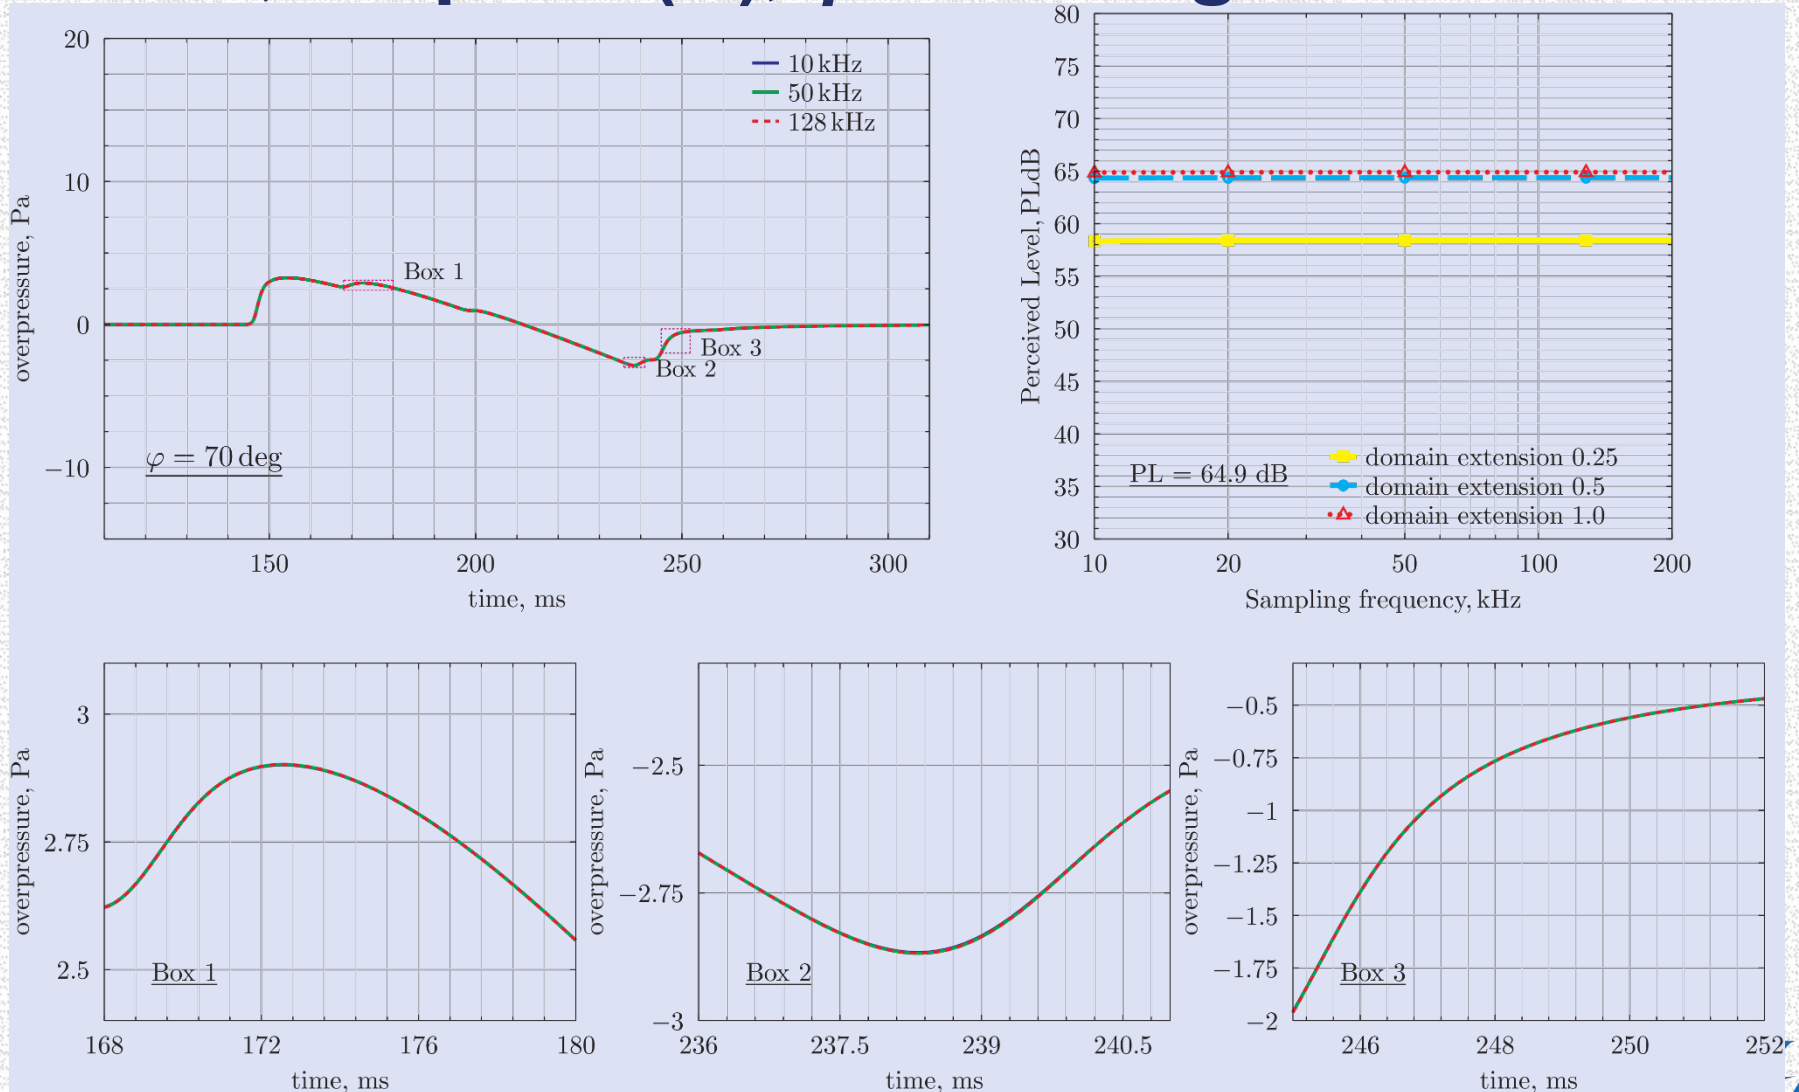 20
10
0
−10
overpressure, Pa
10 kHz
50 kHz
128 kHz
Box 1
Box 3
Box 2
φ = 70 deg
150 200 250 300
time, ms
80
75
70
65
60
55
50
45
40
35
30
Perceived Level, PLdB
PL = 64.9 dB
domain extension 0.25
domain extension 0.5
domain extension 1.0
10 20 50 100 200
Sampling frequency, kHz
3
2.75
2.5
overpressure, Pa
Box 1
168 172 176 180
time, ms
−2.5
−2.75
−3
overpressure, Pa
Box 2
236 237.5 239 240.5
time, ms
−0.5
−0.75
−1
−1.25
−1.5
−1.75
−2
overpressure, Pa
Box 3
246 248 250 252
time, ms